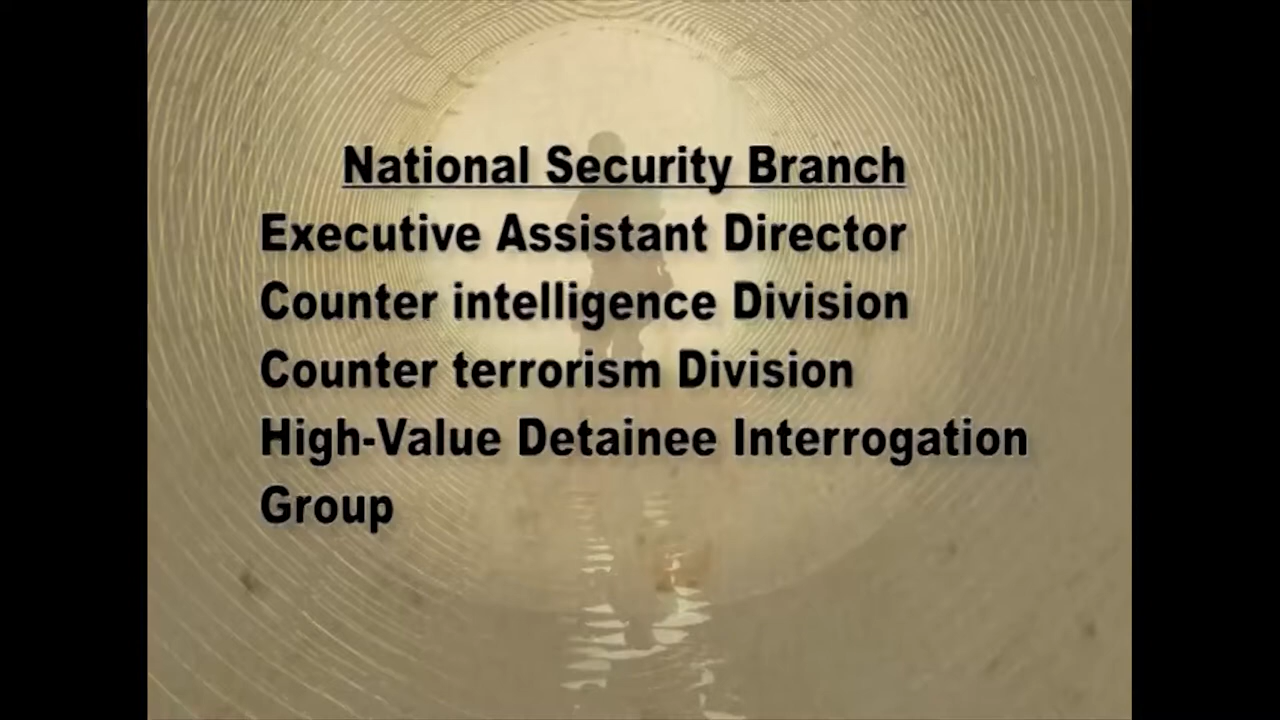 National Security Branch
Executive Assistant Director
Counter intelligence Division
Counter terrorism Division
High-Value Detainee Interrogation
Group